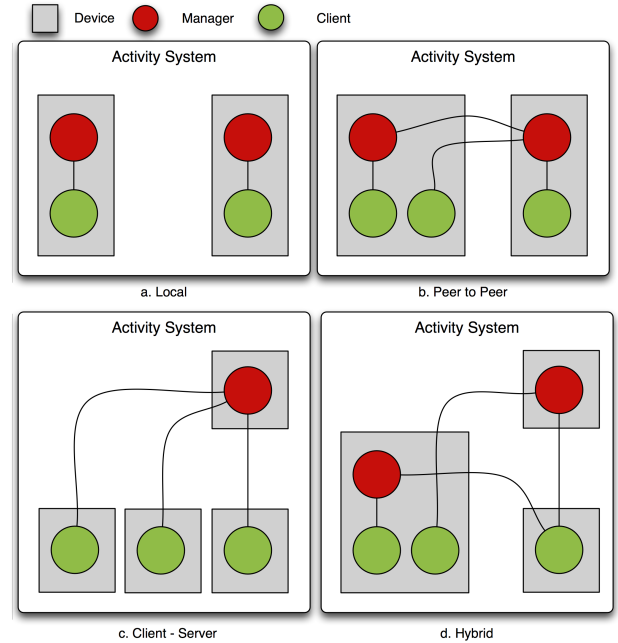 Device Manager Client
Activity System
Activity System
a. Local
b. Peer to Peer
Activity System
Activity System
c. Client - Server
d. Hybrid